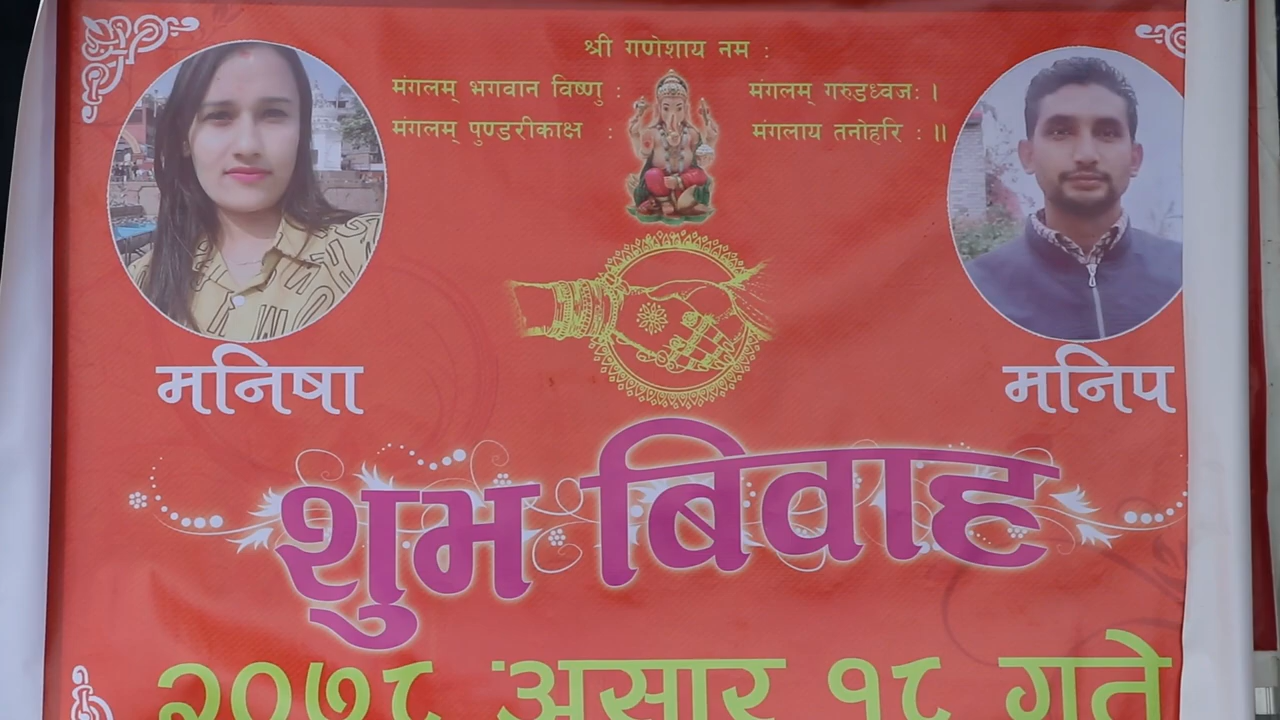 श्री गणेशाय नम :
मंगलम् भगवान विष्णु : मंगलम् गरुडध्वजः ।
मंगलम् पुण्डरीकाक्ष : मंगलाय तनोहरि : ॥
मनिषा मनिप
शुभ बिवाह
२०७८ असार १८ गते